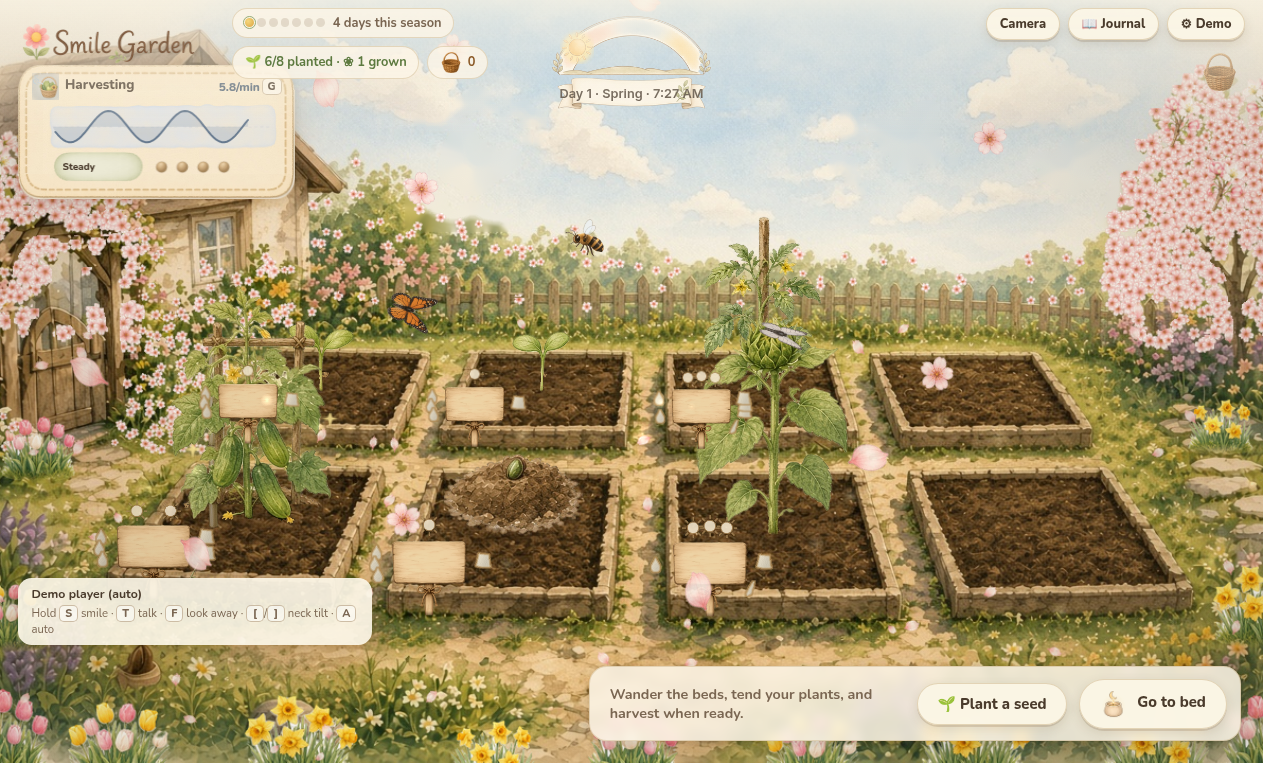 Smile Garden
4 days this season
6/8 planted · 1 grown
0
Day 1 · Spring · 7:27 AM
Camera
Journal
Demo
Harvesting
5.8/min G
Steady
Demo player (auto)
Hold S smile · T talk · F look away · [ / ] neck tilt · A
auto
Wander the beds, tend your plants, and
harvest when ready.
Plant a seed
Go to bed